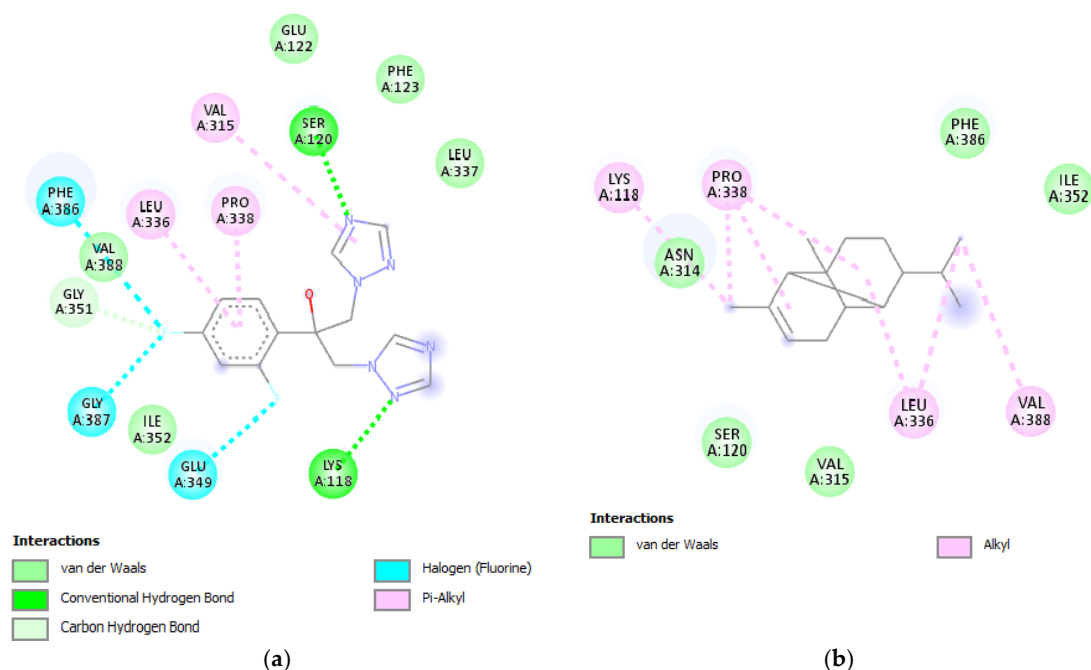 GLU
A:122
PHE
A:123
VAL
A:315
SER
A:120
LEU
A:337
PHE
A:386
LEU
A:336
PRO
A:338
VAL
A:388
GLY
A:351
N
N
N
O
F
N
N
N
F
GLY
A:387
ILE
A:352
GLU
A:349
LYS
A:118
Interactions
van der Waals
Conventional Hydrogen Bond
Carbon Hydrogen Bond
Halogen (Fluorine)
Pi-Alkyl
(a)
PHE
A:386
LYS
A:118
PRO
A:338
ILE
A:352
ASN
A:314
LEU
A:336
VAL
A:388
SER
A:120
VAL
A:315
Interactions
van der Waals
Alkyl
(b)